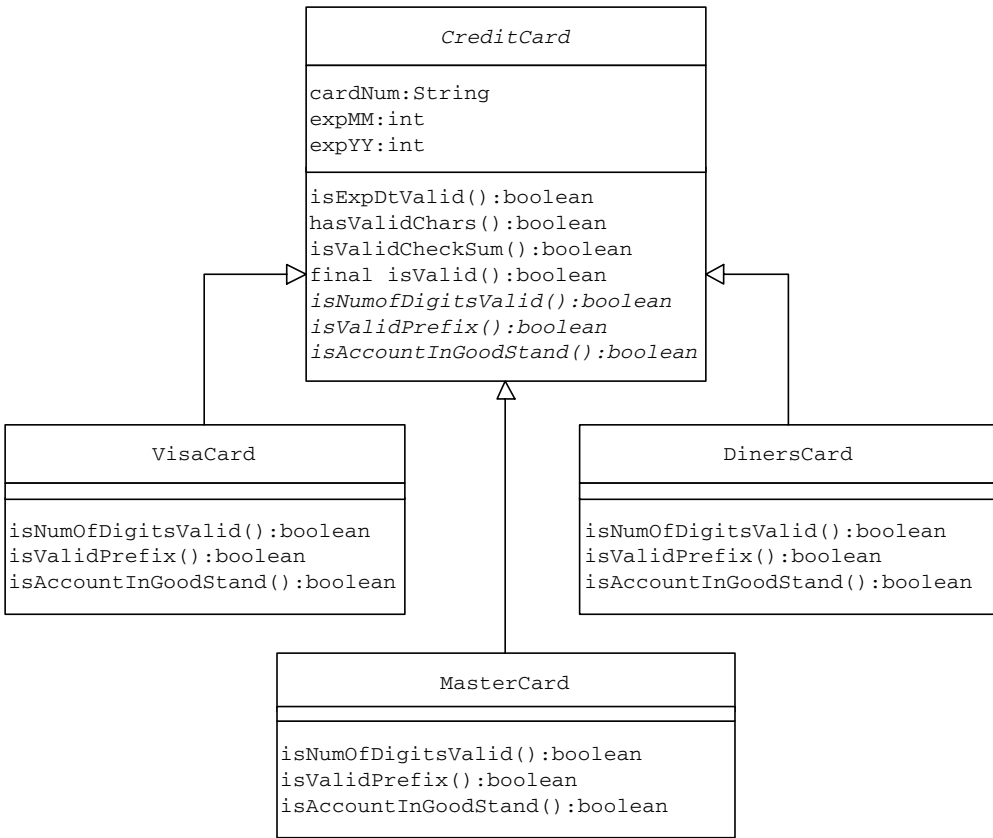 CreditCard
cardNum:String
expMM:int
expYY:int
isExpDtValid():boolean
hasValidChars():boolean
isValidCheckSum():boolean
final isValid():boolean
isNumofDigitsValid():boolean
isValidPrefix():boolean
isAccountInGoodStand():boolean
VisaCard
isNumOfDigitsValid():boolean
isValidPrefix():boolean
isAccountInGoodStand():boolean
DinersCard
isNumOfDigitsValid():boolean
isValidPrefix():boolean
isAccountInGoodStand():boolean
MasterCard
isNumOfDigitsValid():boolean
isValidPrefix():boolean
isAccountInGoodStand():boolean